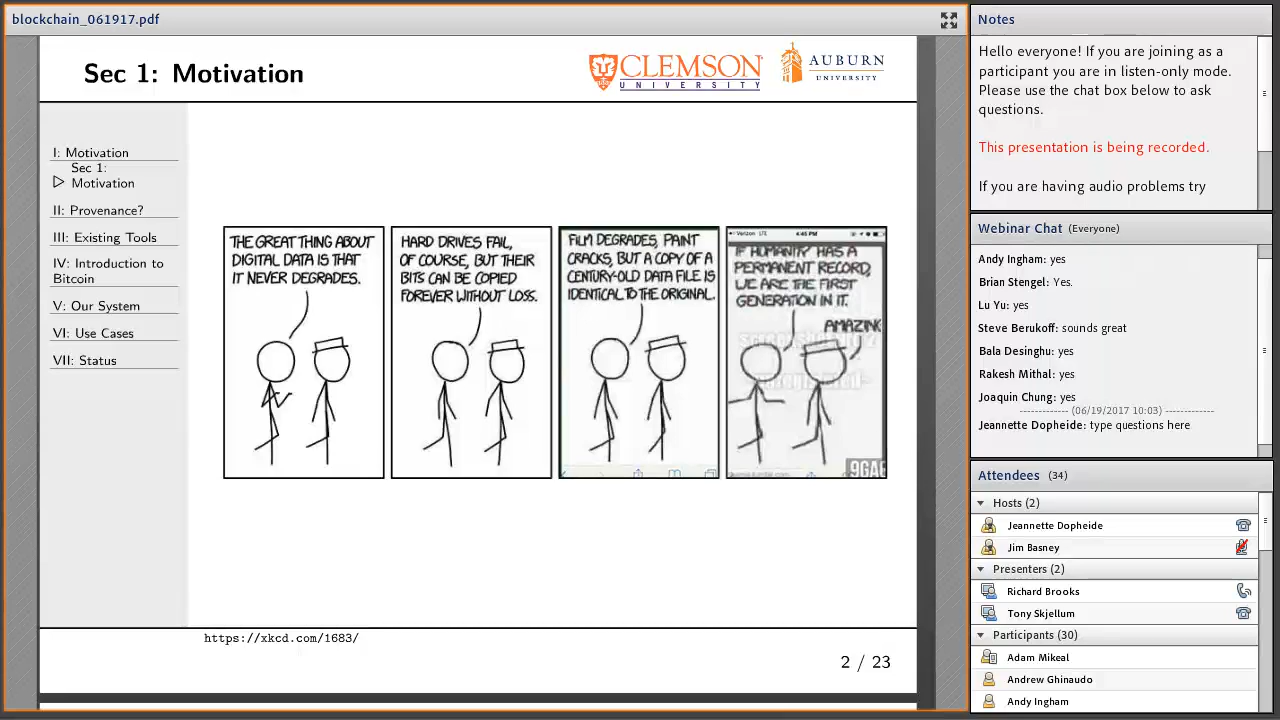 blockchain_061917.pdf
Sec 1: Motivation
CLEMSON
UNIVERSITY
AUBURN
UNIVERSITY
I: Motivation
Sec 1:
Motivation
II: Provenance?
III: Existing Tools
IV: Introduction to
Bitcoin
V: Our System
VI: Use Cases
VII: Status
THE GREAT THING ABOUT
DIGITAL DATA IS THAT
IT NEVER DEGRADES.
HARD DRIVES FAIL,
OF COURSE, BUT THEIR
BITS CAN BE COPIED
FOREVER WITHOUT LOSS.
FILM DEGRADES, PAINT
CRACKS, BUT A COPY OF A
CENTURY-OLD DATA FILE IS
IDENTICAL TO THE ORIGINAL.
Verizon LTE 4:45 PM
IF HUMANITY HAS A
PERMANENT RECORD,
WE ARE THE FIRST
GENERATION IN IT.
AMAZING
9GAG
https://xkcd.com/1683/
2 / 23
Notes
Hello everyone! If you are joining as a
participant you are in listen-only mode.
Please use the chat box below to ask
questions.
This presentation is being recorded.
If you are having audio problems try
Webinar Chat (Everyone)
Andy Ingham: yes
Brian Stengel: Yes.
Lu Yu: yes
Steve Berukoff: sounds great
Bala Desinghu: yes
Rakesh Mithal: yes
Joaquin Chung: yes
------------ (06/19/2017 10:03) ------------
Jeannette Dopheide: type questions here
Attendees (34)
Hosts (2)
Jeannette Dopheide
Jim Basney
Presenters (2)
Richard Brooks
Tony Skjellum
Participants (30)
Adam Mikeal
Andrew Ghinaudo
Andy Ingham